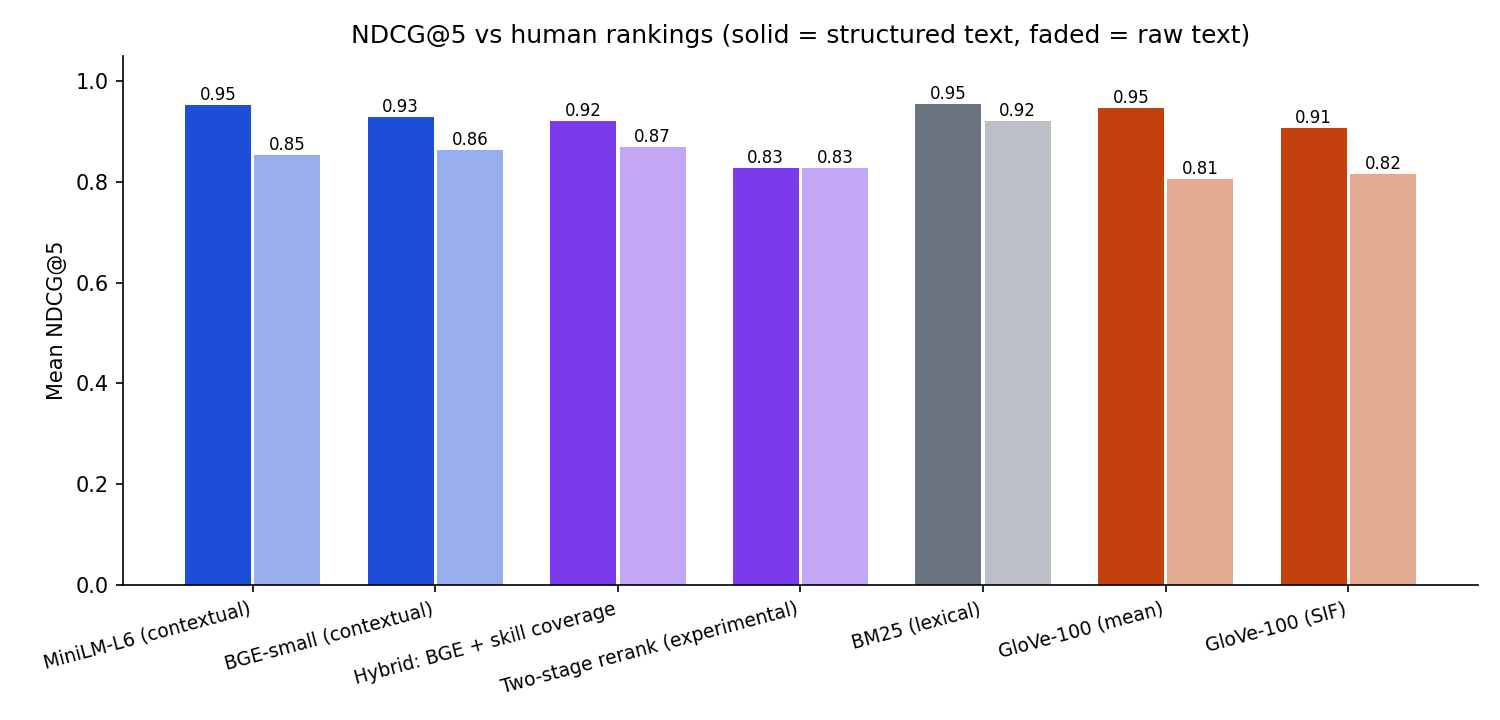 NDCG@5 vs human rankings (solid = structured text, faded = raw text)
Mean NDCG@5
1.0
0.8
0.6
0.4
0.2
0.0
0.95
0.85
0.93
0.86
0.92
0.87
0.83
0.83
0.95
0.92
0.95
0.81
0.91
0.82
MiniLM-L6 (contextual)
BGE-small (contextual)
Hybrid: BGE + skill coverage
Two-stage rerank (experimental)
BM25 (lexical)
GloVe-100 (mean)
GloVe-100 (SIF)